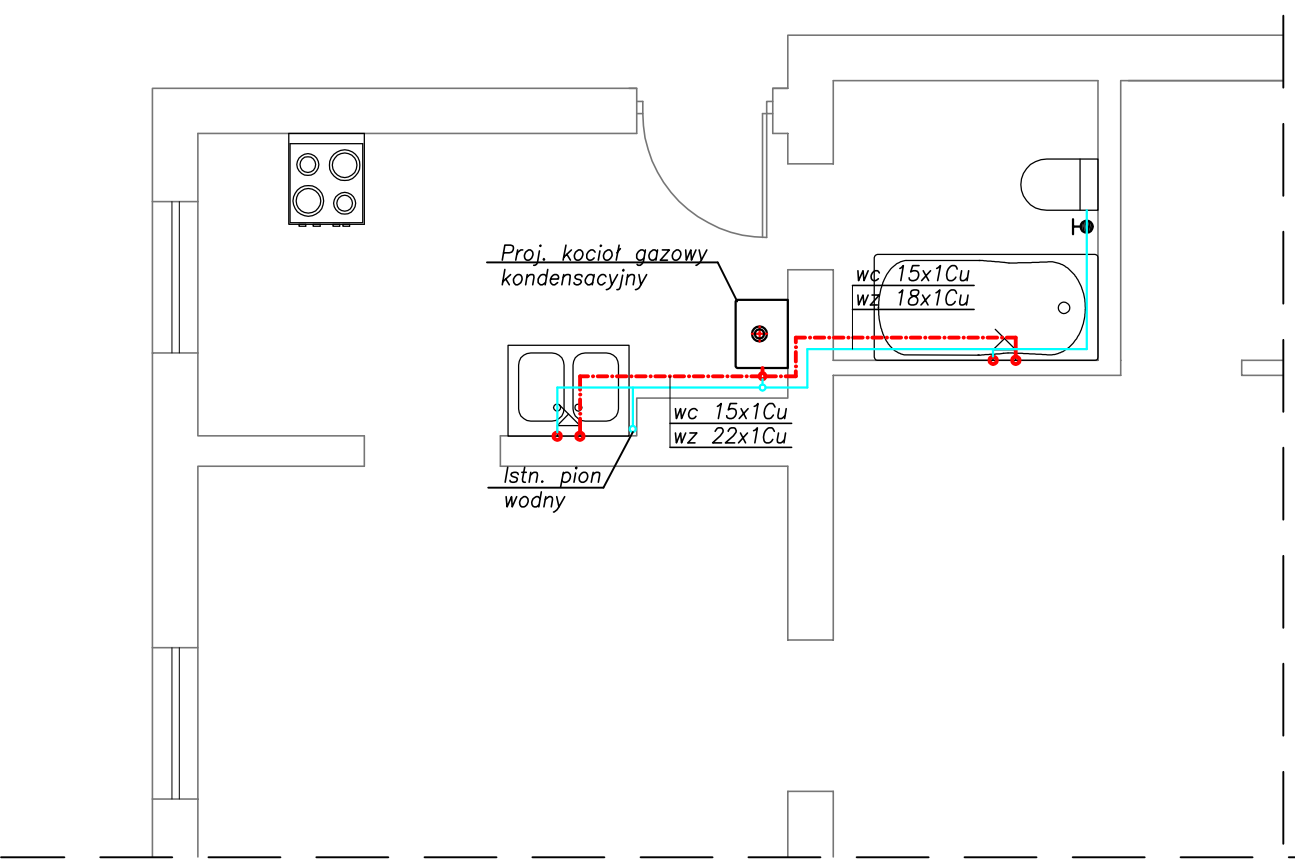 Proj. kocioł gazowy
kondensacyjny
wc 15x1Cu
wz 18x1Cu
wc 15x1Cu
wz 22x1Cu
Istn. pion
wodny